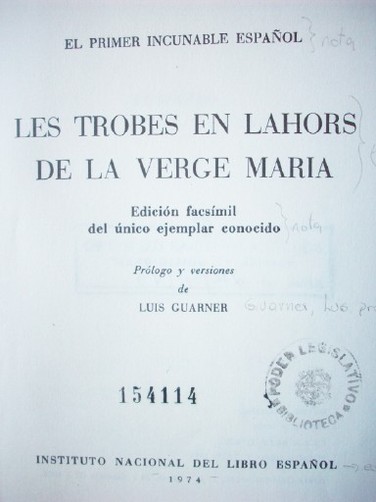 EL PRIMER INCUNABLE ESPAÑOL } nota
LES TROBES EN LAHORS
DE LA VERGE MARIA
Edición facsímil
del único ejemplar conocido } nota
Prólogo y versiones
de
LUIS GUARNER Guarner, Luis, pro
154114
PODER LEGISLATIVO
BIBLIOTECA
INSTITUTO NACIONAL DEL LIBRO ESPAÑOL
1974